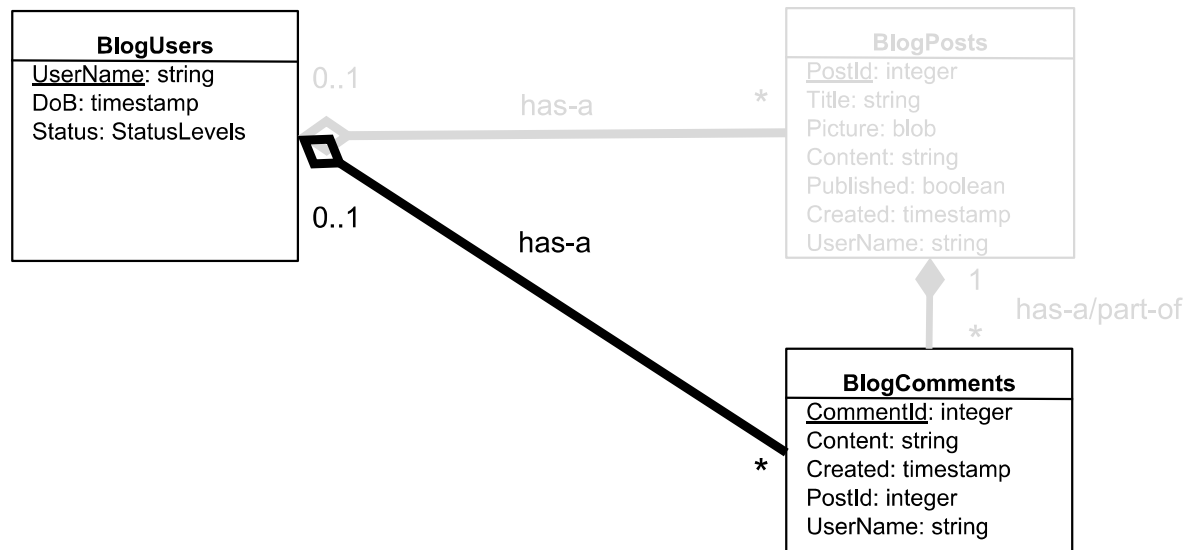 BlogUsers
UserName: string
DoB: timestamp
Status: StatusLevels
0..1
has-a
*
0..1
has-a
*
BlogPosts
PostId: integer
Title: string
Picture: blob
Content: string
Published: boolean
Created: timestamp
UserName: string
1
has-a/part-of
*
BlogComments
CommentId: integer
Content: string
Created: timestamp
PostId: integer
UserName: string